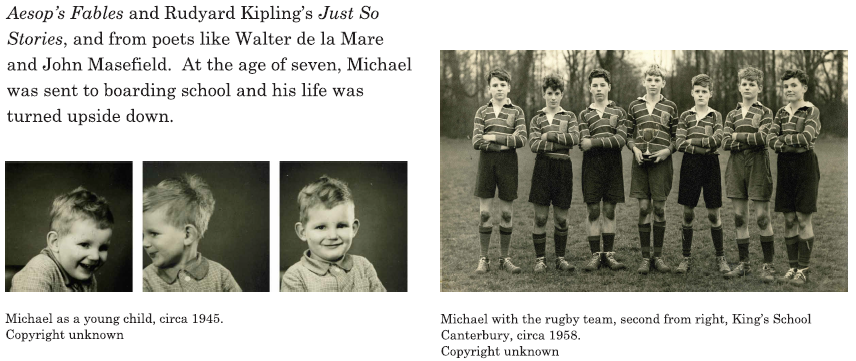 Aesop's Fables and Rudyard Kipling's Just So
Stories, and from poets like Walter de la Mare
and John Masefield. At the age of seven, Michael
was sent to boarding school and his life was
turned upside down.
Michael as a young child, circa 1945.
Copyright unknown
Michael with the rugby team, second from right, King's School
Canterbury, circa 1958.
Copyright unknown